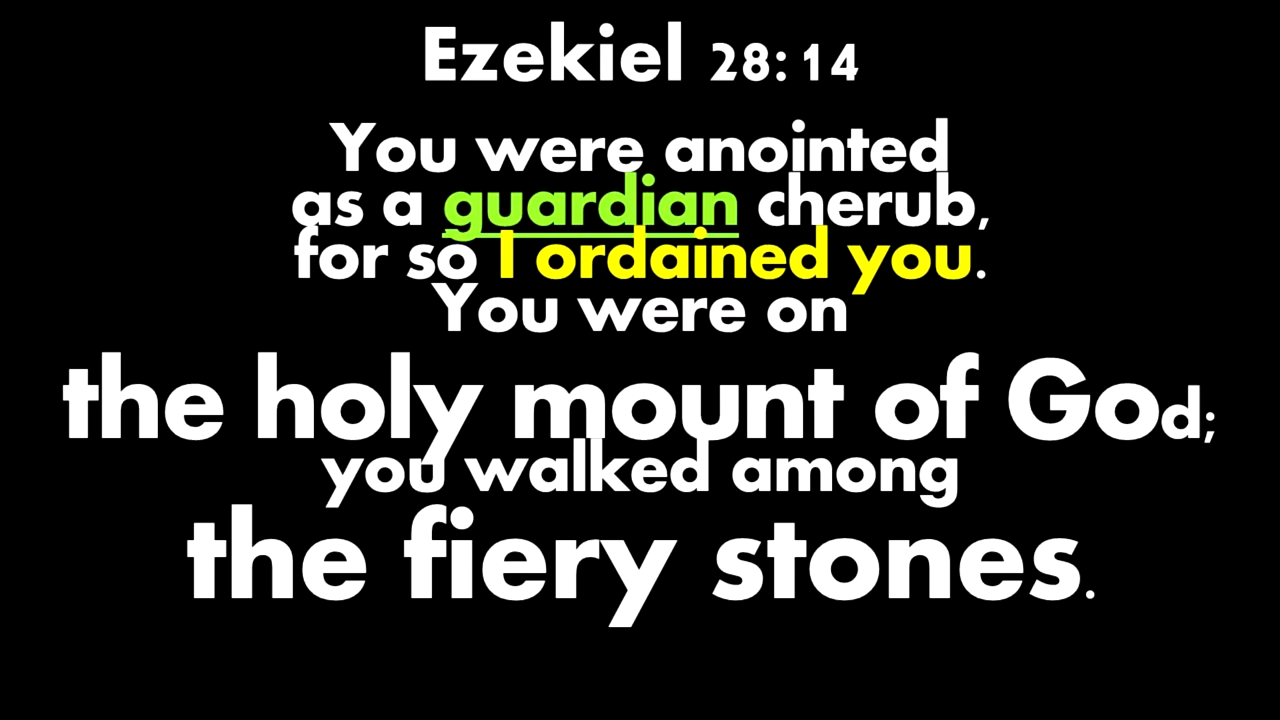 Ezekiel 28:14
You were anointed
as a guardian cherub,
for so I ordained you.
You were on
the holy mount of God;
you walked among
the fiery stones.